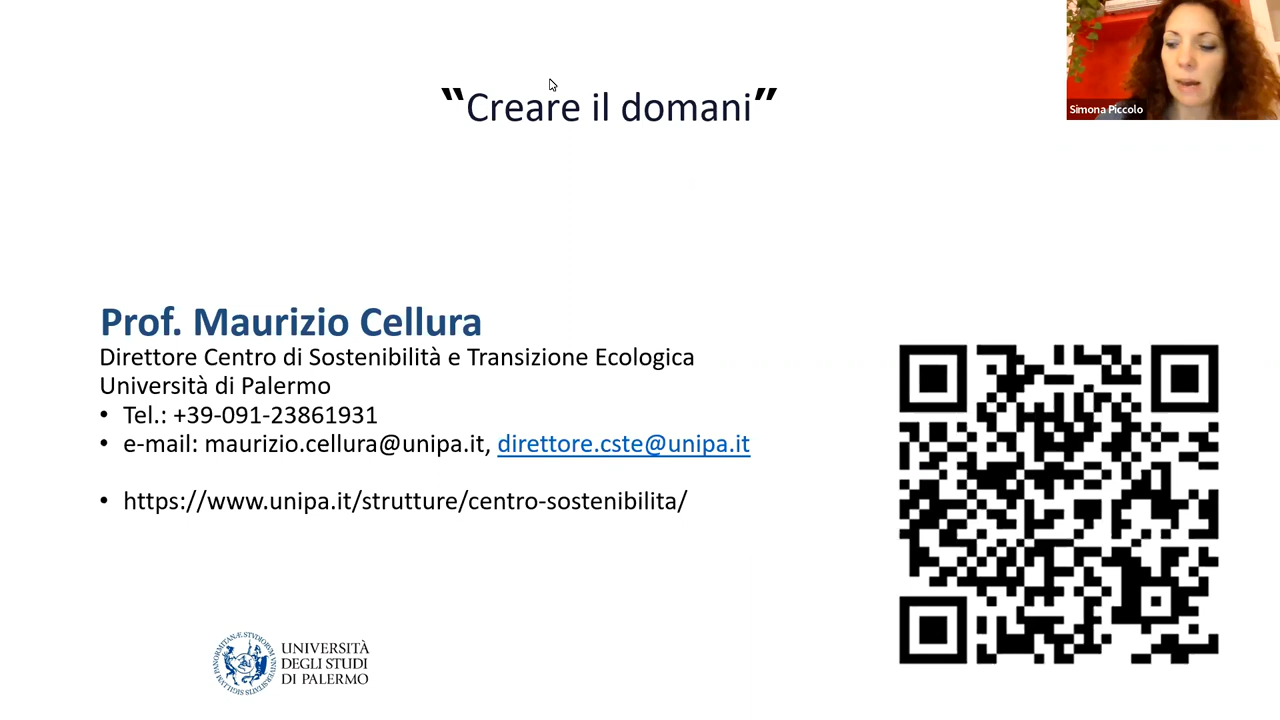 "Creare il domani"
Simona Piccolo
Prof. Maurizio Cellura
Direttore Centro di Sostenibilità e Transizione Ecologica
Università di Palermo
• Tel.: +39-091-23861931
• e-mail: maurizio.cellura@unipa.it, direttore.cste@unipa.it
• https://www.unipa.it/strutture/centro-sostenibilita/
UNIVERSITÀ
DEGLI STUDI
DI PALERMO